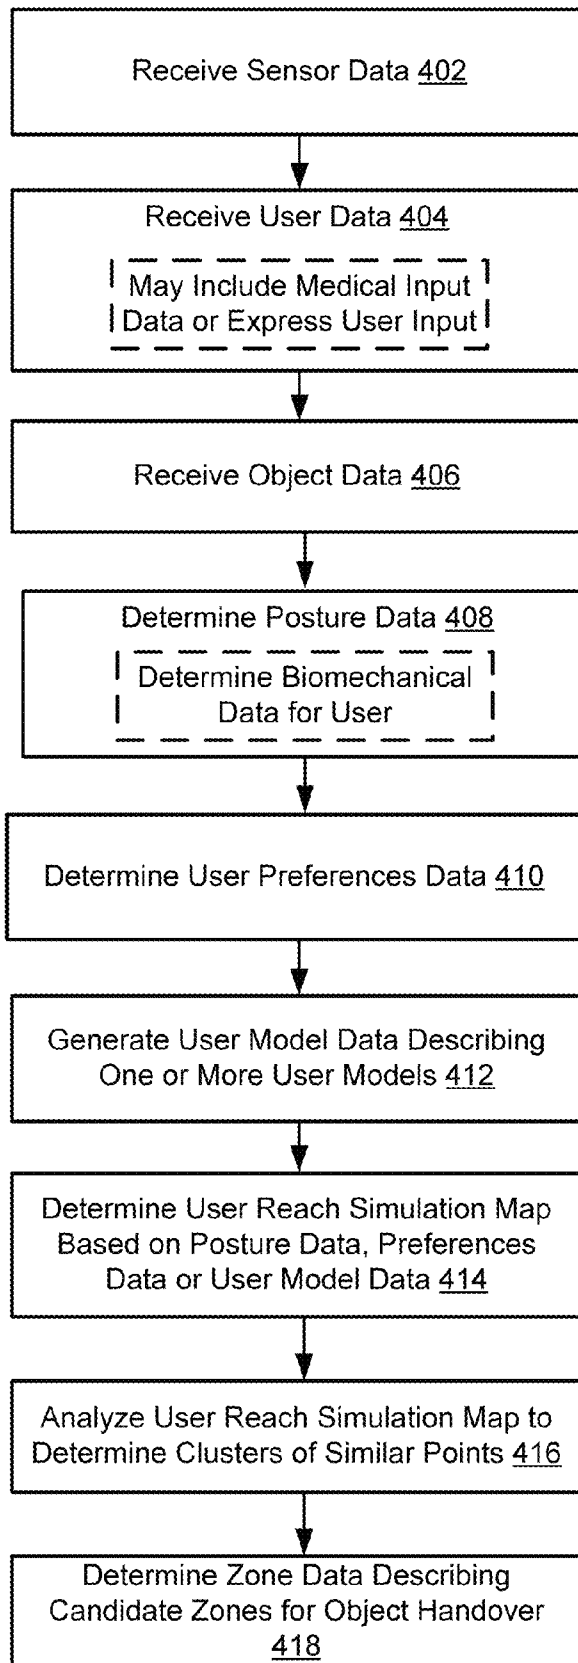 Receive Sensor Data 402
Receive User Data 404
May Include Medical Input
Data or Express User Input
Receive Object Data 406
Determine Posture Data 408
Determine Biomechanical
Data for User
Determine User Preferences Data 410
Generate User Model Data Describing
One or More User Models 412
Determine User Reach Simulation Map
Based on Posture Data, Preferences
Data or User Model Data 414
Analyze User Reach Simulation Map to
Determine Clusters of Similar Points 416
Determine Zone Data Describing
Candidate Zones for Object Handover
418